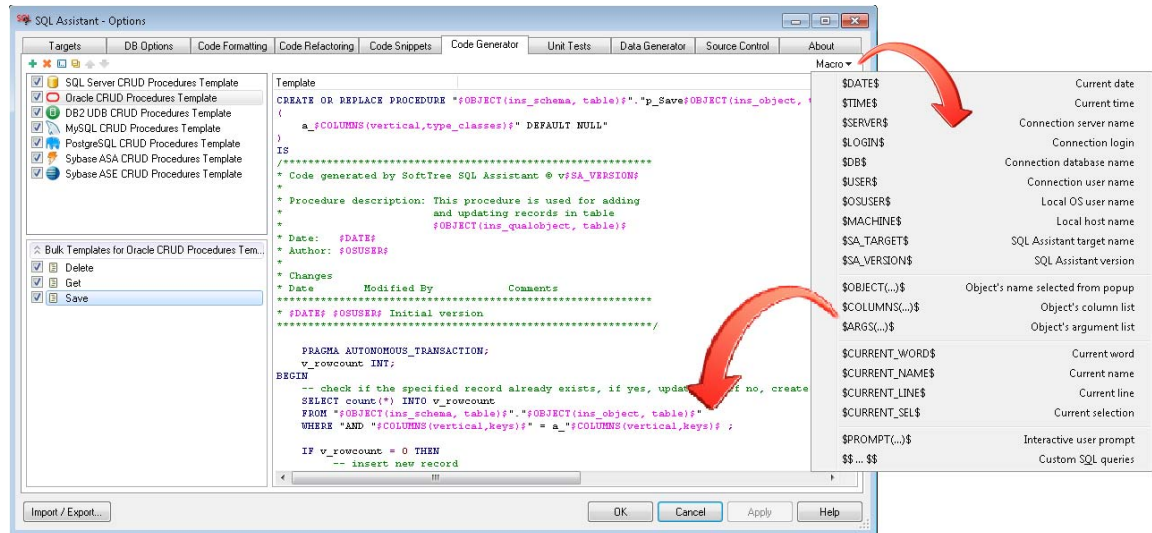 SQL Assistant - Options
Targets DB Options Code Formatting Code Refactoring Code Snippets Code Generator Unit Tests Data Generator Source Control About
Macro
SQL Server CRUD Procedures Template
Oracle CRUD Procedures Template
DB2 UDB CRUD Procedures Template
MySQL CRUD Procedures Template
PostgreSQL CRUD Procedures Template
Sybase ASA CRUD Procedures Template
Sybase ASE CRUD Procedures Template
Bulk Templates for Oracle CRUD Procedures Tem...
Delete
Get
Save
Template
CREATE OR REPLACE PROCEDURE "$OBJECT(ins_schema, table)$"."p_Save$OBJECT(ins_object,
(
a_$COLUMNS(vertical,type_classes)$" DEFAULT NULL"
)
IS
/***********************************************************
* Code generated by SoftTree SQL Assistant © v$SA_VERSION$
*
* Procedure description: This procedure is used for adding
* and updating records in table
* $OBJECT(ins_qualobject, table)$
* Date: $DATE$
* Author: $OSUSER$
*
* Changes
* Date Modified By Comments
************************************************************
* $DATE$ $OSUSER$ Initial version
************************************************************/
PRAGMA AUTONOMOUS_TRANSACTION;
v_rowcount INT;
BEGIN
-- check if the specified record already exists, if yes, if no, create
SELECT count(*) INTO v_rowcount
FROM "$OBJECT(ins_schema, table)$"."$OBJECT(ins_object, table)$"
WHERE "AND "$COLUMNS(vertical,keys)$" = a_"$COLUMNS(vertical,keys)$ ;
IF v_rowcount = 0 THEN
-- insert new record
$DATE$ Current date
$TIME$ Current time
$SERVER$ Connection server name
$LOGIN$ Connection login
$DB$ Connection database name
$USER$ Connection user name
$OSUSER$ Local OS user name
$MACHINE$ Local host name
$SA_TARGET$ SQL Assistant target name
$SA_VERSION$ SQL Assistant version
$OBJECT(...)$ Object's name selected from popup
$COLUMNS(...)$ Object's column list
$ARGS(...)$ Object's argument list
$CURRENT_WORD$ Current word
$CURRENT_NAME$ Current name
$CURRENT_LINE$ Current line
$CURRENT_SEL$ Current selection
$PROMPT(...)$ Interactive user prompt
$$ ... $$ Custom SQL queries
Import / Export...
OK Cancel Apply Help